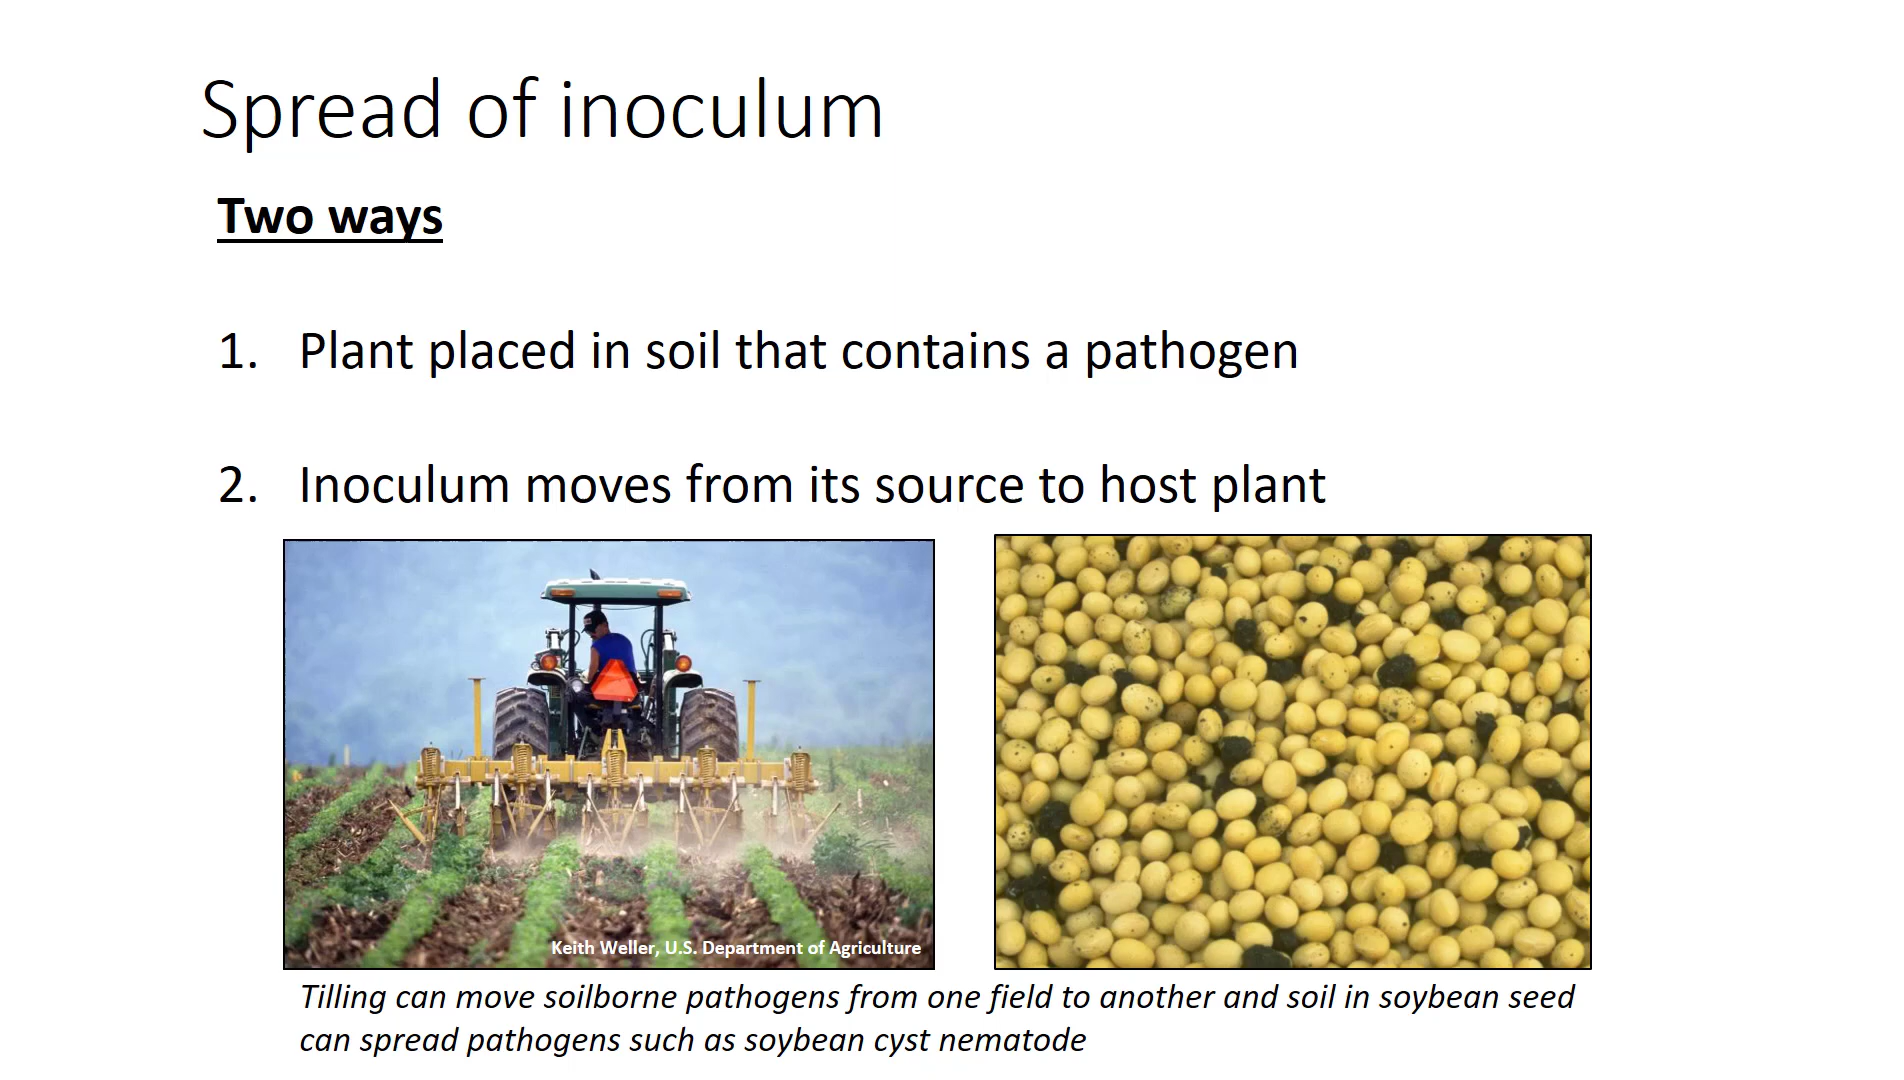 Spread of inoculum
Two ways
1. Plant placed in soil that contains a pathogen
2. Inoculum moves from its source to host plant
Keith Weller, U.S. Department of Agriculture
Tilling can move soilborne pathogens from one field to another and soil in soybean seed
can spread pathogens such as soybean cyst nematode